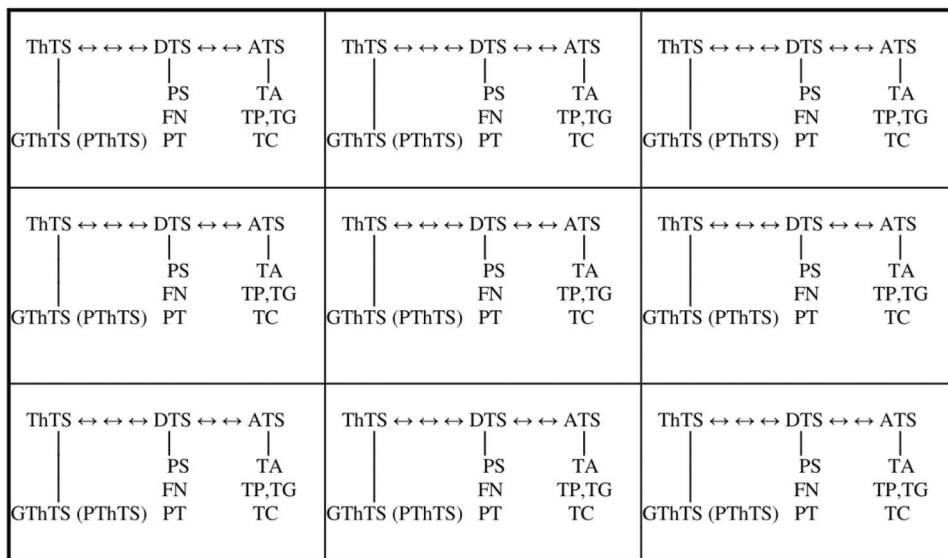 ThTS ↔ ↔ ↔ DTS ↔ ↔ ATS
PS TA
FN TP,TG
GThTS (PThTS) PT TC
ThTS ↔ ↔ ↔ DTS ↔ ↔ ATS
PS TA
FN TP,TG
GThTS (PThTS) PT TC
ThTS ↔ ↔ ↔ DTS ↔ ↔ ATS
PS TA
FN TP,TG
GThTS (PThTS) PT TC
ThTS ↔ ↔ ↔ DTS ↔ ↔ ATS
PS TA
FN TP,TG
GThTS (PThTS) PT TC
ThTS ↔ ↔ ↔ DTS ↔ ↔ ATS
PS TA
FN TP,TG
GThTS (PThTS) PT TC
ThTS ↔ ↔ ↔ DTS ↔ ↔ ATS
PS TA
FN TP,TG
GThTS (PThTS) PT TC
ThTS ↔ ↔ ↔ DTS ↔ ↔ ATS
PS TA
FN TP,TG
GThTS (PThTS) PT TC
ThTS ↔ ↔ ↔ DTS ↔ ↔ ATS
PS TA
FN TP,TG
GThTS (PThTS) PT TC
ThTS ↔ ↔ ↔ DTS ↔ ↔ ATS
PS TA
FN TP,TG
GThTS (PThTS) PT TC